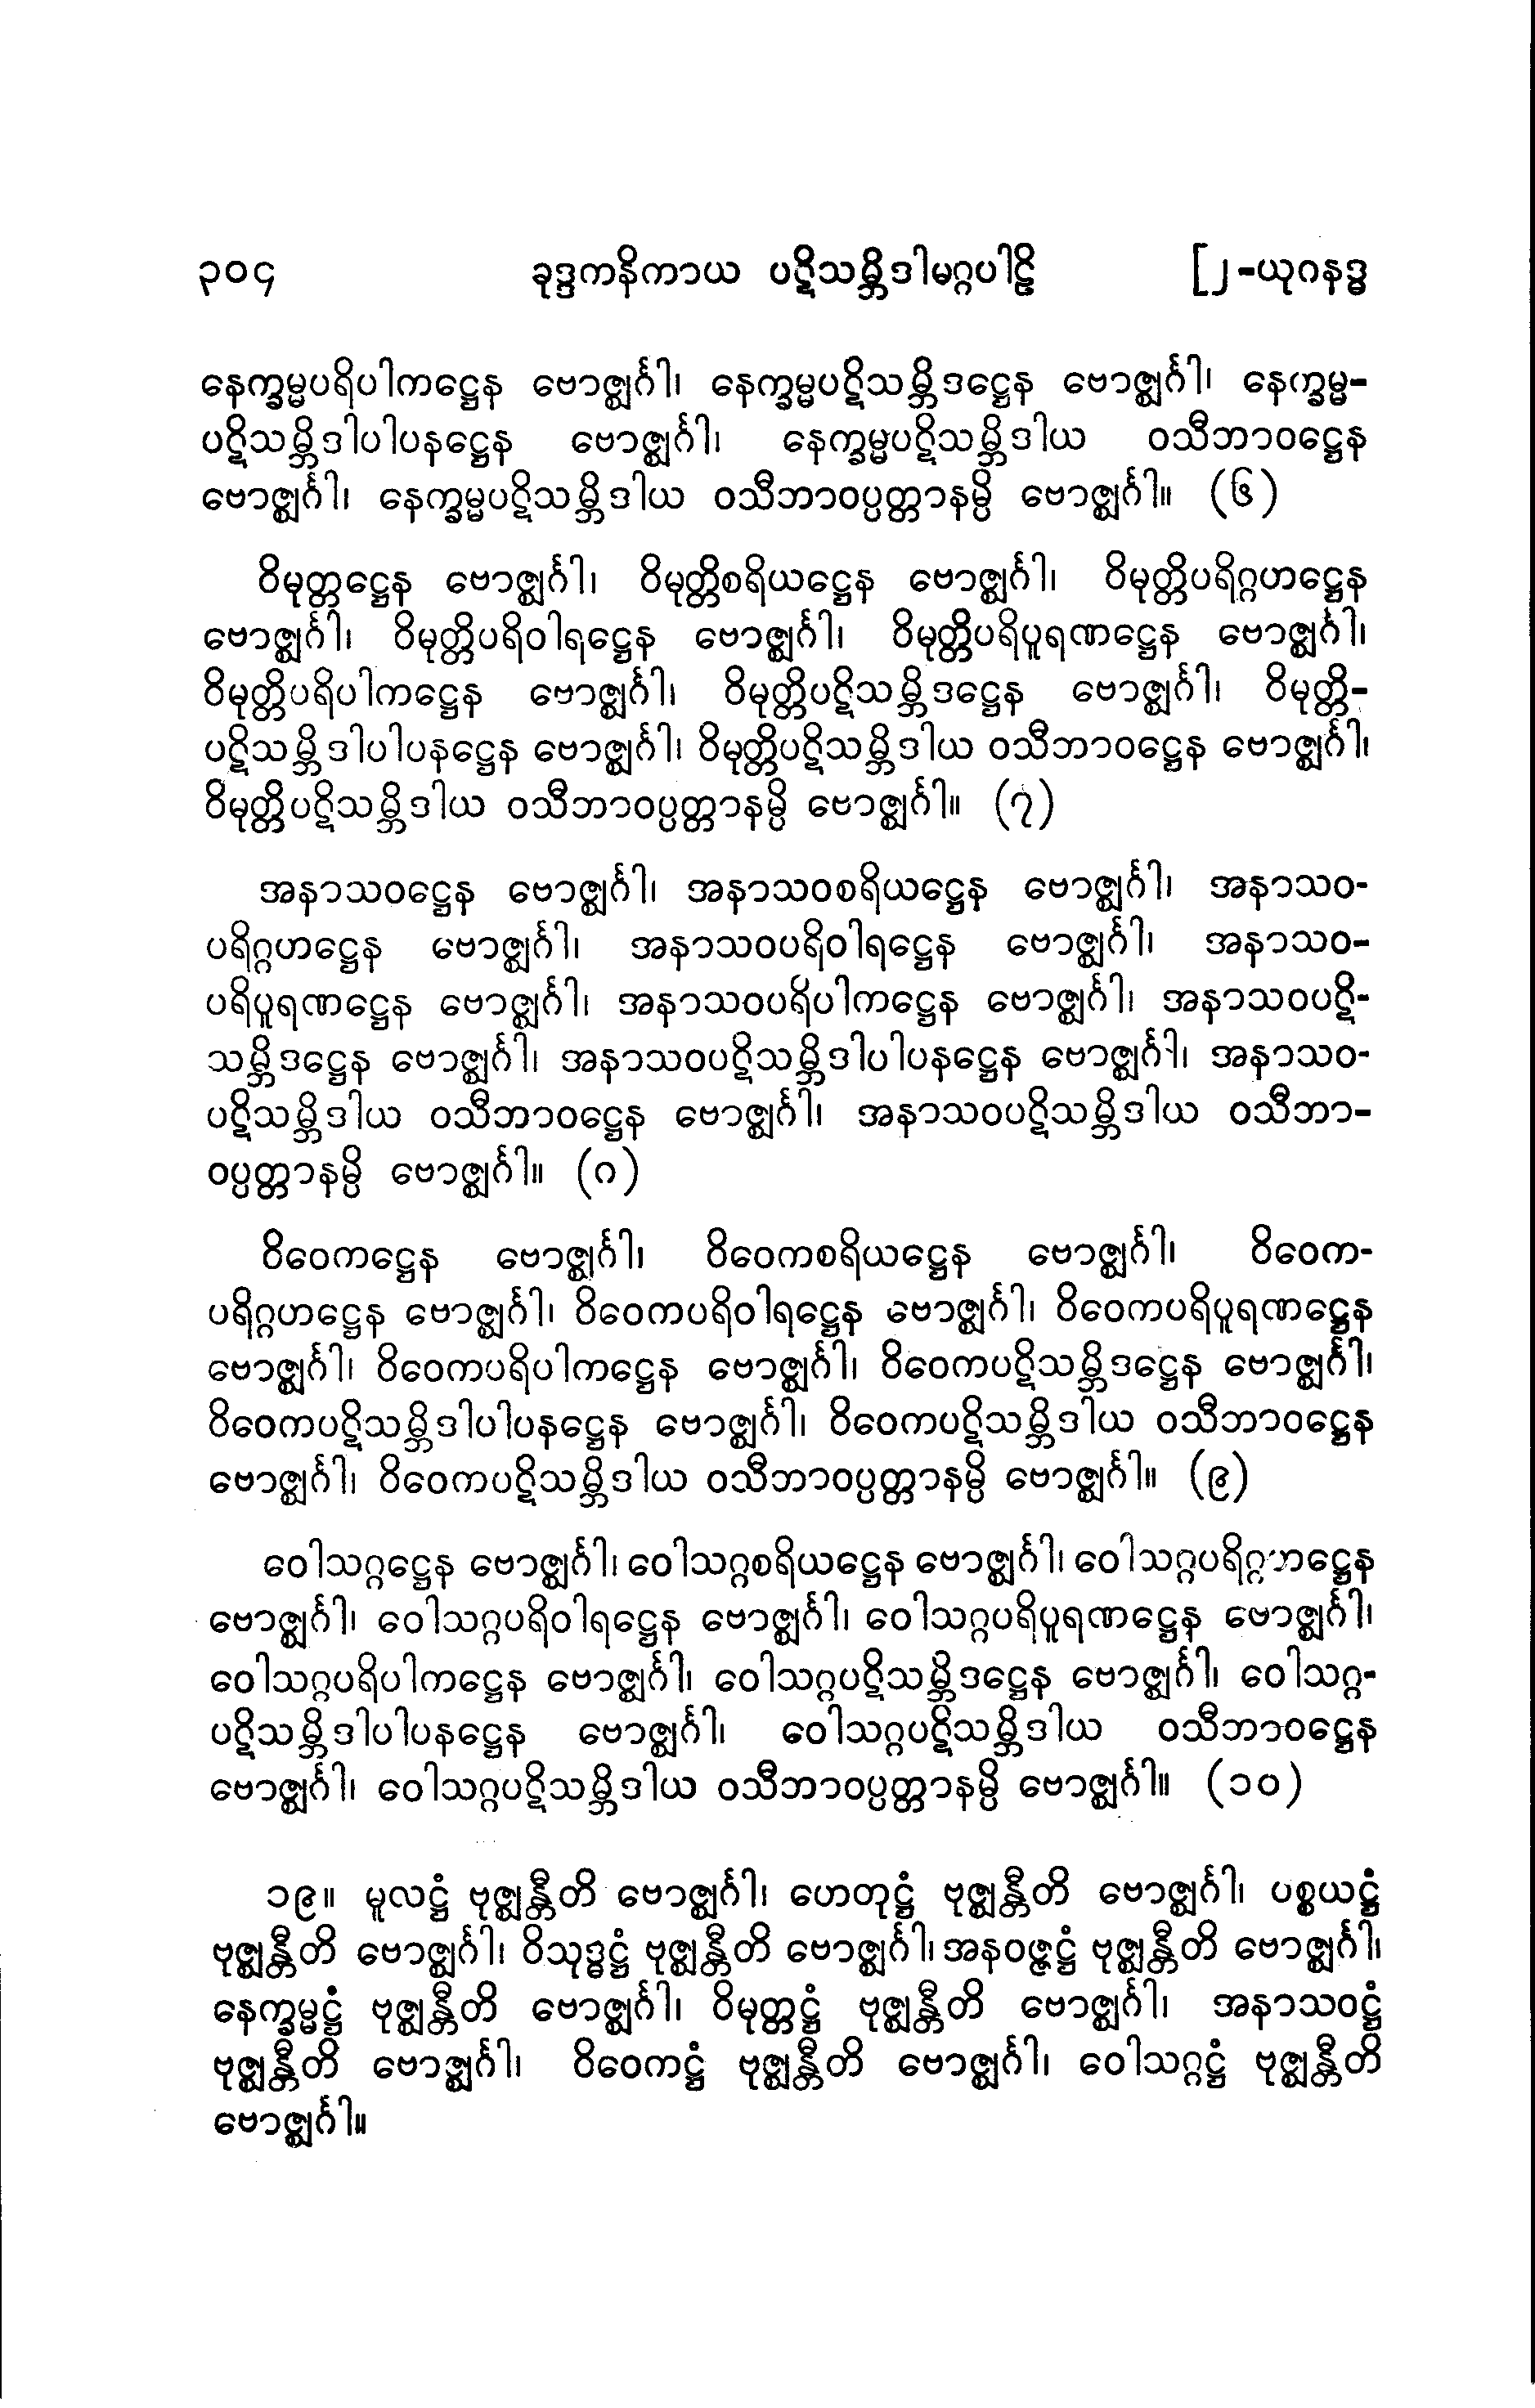 ၃၀၄ ခုဒ္ဒကနိကာယ ပဋိသမ္ဘိဒါမဂ္ဂပါဠိ [၂-ယုဂနဒ္ဓ
နေက္ခမ္မပရိပါကဋ္ဌေန ဗောဇ္ဈင်္ဂါ၊ နေက္ခမ္မပဋိသမ္ဘိဒဋ္ဌေန ဗောဇ္ဈင်္ဂါ၊ နေက္ခမ္မ-
ပဋိသမ္ဘိဒါပါပနဋ္ဌေန ဗောဇ္ဈင်္ဂါ၊ နေက္ခမ္မပဋိသမ္ဘိဒါယ ဝသီဘာဝဋ္ဌေန
ဗောဇ္ဈင်္ဂါ၊ နေက္ခမ္မပဋိသမ္ဘိဒါယ ဝသီဘာဝပ္ပတ္တာနမ္ပိ ဗောဇ္ဈင်္ဂါ။ (၆)
ဝိမုတ္တဋ္ဌေန ဗောဇ္ဈင်္ဂါ၊ ဝိမုတ္တိစရိယဋ္ဌေန ဗောဇ္ဈင်္ဂါ၊ ဝိမုတ္တိပရိဂ္ဂဟဋ္ဌေန
ဗောဇ္ဈင်္ဂါ၊ ဝိမုတ္တိပရိဝါရဋ္ဌေန ဗောဇ္ဈင်္ဂါ၊ ဝိမုတ္တိပရိပူရဏဋ္ဌေန ဗောဇ္ဈင်္ဂါ၊
ဝိမုတ္တိပရိပါကဋ္ဌေန ဗောဇ္ဈင်္ဂါ၊ ဝိမုတ္တိပဋိသမ္ဘိဒဋ္ဌေန ဗောဇ္ဈင်္ဂါ၊ ဝိမုတ္တိ-
ပဋိသမ္ဘိဒါပါပနဋ္ဌေန ဗောဇ္ဈင်္ဂါ၊ ဝိမုတ္တိပဋိသမ္ဘိဒါယ ဝသီဘာဝဋ္ဌေန ဗောဇ္ဈင်္ဂါ၊
ဝိမုတ္တိပဋိသမ္ဘိဒါယ ဝသီဘာဝပ္ပတ္တာနမ္ပိ ဗောဇ္ဈင်္ဂါ။ (၇)
အနာသဝဋ္ဌေန ဗောဇ္ဈင်္ဂါ၊ အနာသဝစရိယဋ္ဌေန ဗောဇ္ဈင်္ဂါ၊ အနာသဝ-
ပရိဂ္ဂဟဋ္ဌေန ဗောဇ္ဈင်္ဂါ၊ အနာသဝပရိဝါရဋ္ဌေန ဗောဇ္ဈင်္ဂါ၊ အနာသဝ-
ပရိပူရဏဋ္ဌေန ဗောဇ္ဈင်္ဂါ၊ အနာသဝပရိပါကဋ္ဌေန ဗောဇ္ဈင်္ဂါ၊ အနာသဝပဋိ-
သမ္ဘိဒဋ္ဌေန ဗောဇ္ဈင်္ဂါ၊ အနာသဝပဋိသမ္ဘိဒါပါပနဋ္ဌေန ဗောဇ္ဈင်္ဂါ၊ အနာသဝ-
ပဋိသမ္ဘိဒါယ ဝသီဘာဝဋ္ဌေန ဗောဇ္ဈင်္ဂါ၊ အနာသဝပဋိသမ္ဘိဒါယ ဝသီဘာ-
ဝပ္ပတ္တာနမ္ပိ ဗောဇ္ဈင်္ဂါ။ (၈)
ဝိဝေကဋ္ဌေန ဗောဇ္ဈင်္ဂါ၊ ဝိဝေကစရိယဋ္ဌေန ဗောဇ္ဈင်္ဂါ၊ ဝိဝေက-
ပရိဂ္ဂဟဋ္ဌေန ဗောဇ္ဈင်္ဂါ၊ ဝိဝေကပရိဝါရဋ္ဌေန ဗောဇ္ဈင်္ဂါ၊ ဝိဝေကပရိပူရဏဋ္ဌေန
ဗောဇ္ဈင်္ဂါ၊ ဝိဝေကပရိပါကဋ္ဌေန ဗောဇ္ဈင်္ဂါ၊ ဝိဝေကပဋိသမ္ဘိဒဋ္ဌေန ဗောဇ္ဈင်္ဂါ၊
ဝိဝေကပဋိသမ္ဘိဒါပါပနဋ္ဌေန ဗောဇ္ဈင်္ဂါ၊ ဝိဝေကပဋိသမ္ဘိဒါယ ဝသီဘာဝဋ္ဌေန
ဗောဇ္ဈင်္ဂါ၊ ဝိဝေကပဋိသမ္ဘိဒါယ ဝသီဘာဝပ္ပတ္တာနမ္ပိ ဗောဇ္ဈင်္ဂါ။ (၉)
ဝေါသဂ္ဂဋ္ဌေန ဗောဇ္ဈင်္ဂါ၊ ဝေါသဂ္ဂစရိယဋ္ဌေန ဗောဇ္ဈင်္ဂါ၊ ဝေါသဂ္ဂပရိဂ္ဂဟဋ္ဌေန
ဗောဇ္ဈင်္ဂါ၊ ဝေါသဂ္ဂပရိဝါရဋ္ဌေန ဗောဇ္ဈင်္ဂါ၊ ဝေါသဂ္ဂပရိပူရဏဋ္ဌေန ဗောဇ္ဈင်္ဂါ၊
ဝေါသဂ္ဂပရိပါကဋ္ဌေန ဗောဇ္ဈင်္ဂါ၊ ဝေါသဂ္ဂပဋိသမ္ဘိဒဋ္ဌေန ဗောဇ္ဈင်္ဂါ၊ ဝေါသဂ္ဂ-
ပဋိသမ္ဘိဒါပါပနဋ္ဌေန ဗောဇ္ဈင်္ဂါ၊ ဝေါသဂ္ဂပဋိသမ္ဘိဒါယ ဝသီဘာဝဋ္ဌေန
ဗောဇ္ဈင်္ဂါ၊ ဝေါသဂ္ဂပဋိသမ္ဘိဒါယ ဝသီဘာဝပ္ပတ္တာနမ္ပိ ဗောဇ္ဈင်္ဂါ။ (၁၀)
၁၉။ မူလဋ္ဌံ ဗုဇ္ဈန္တီတိ ဗောဇ္ဈင်္ဂါ၊ ဟေတုဋ္ဌံ ဗုဇ္ဈန္တီတိ ဗောဇ္ဈင်္ဂါ၊ ပစ္စယဋ္ဌံ
ဗုဇ္ဈန္တီတိ ဗောဇ္ဈင်္ဂါ၊ ဝိသုဒ္ဓဋ္ဌံ ဗုဇ္ဈန္တီတိ ဗောဇ္ဈင်္ဂါ၊ အနဝဇ္ဇဋ္ဌံ ဗုဇ္ဈန္တီတိ ဗောဇ္ဈင်္ဂါ၊
နေက္ခမ္မဋ္ဌံ ဗုဇ္ဈန္တီတိ ဗောဇ္ဈင်္ဂါ၊ ဝိမုတ္တဋ္ဌံ ဗုဇ္ဈန္တီတိ ဗောဇ္ဈင်္ဂါ၊ အနာသဝဋ္ဌံ
ဗုဇ္ဈန္တီတိ ဗောဇ္ဈင်္ဂါ၊ ဝိဝေကဋ္ဌံ ဗုဇ္ဈန္တီတိ ဗောဇ္ဈင်္ဂါ၊ ဝေါသဂ္ဂဋ္ဌံ ဗုဇ္ဈန္တီတိ
ဗောဇ္ဈင်္ဂါ။